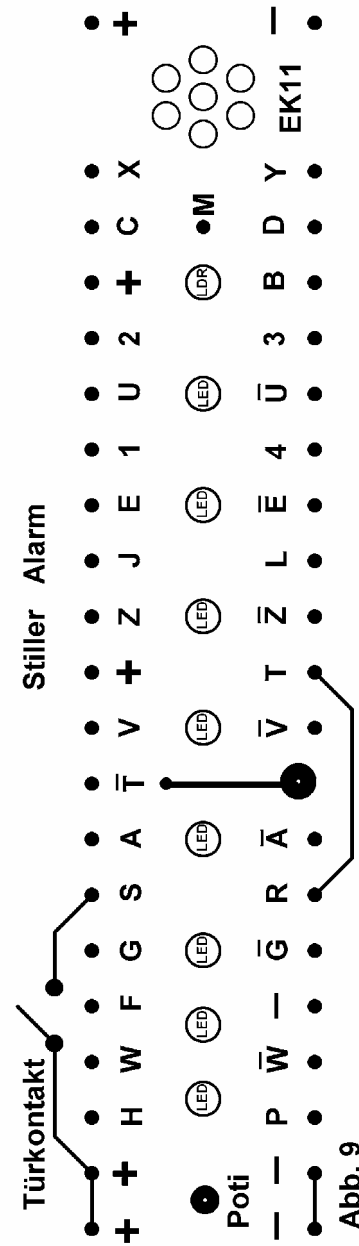 Stiller Alarm
Türkontakt
+ + H W F G S A T̅ V + Z J E 1 U 2 + C X +
LED LED LED LED LED LED LED LED LDR M
Poti
EK11
− − P W̅ − G̅ R A̅ V̅ T Z̅ L E̅ 4 U̅ 3 B D Y −
Abb. 9